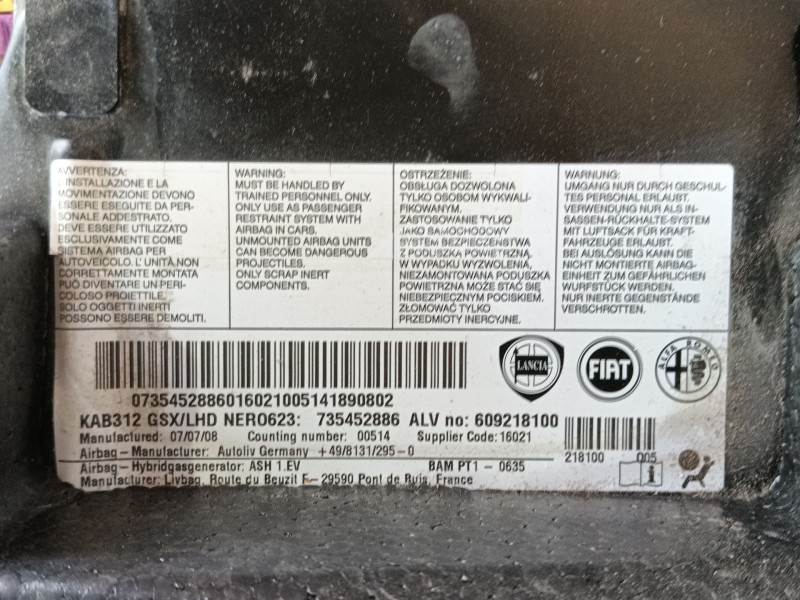 AVVERTENZA:
L'INSTALLAZIONE E LA
MOVIMENTAZIONE DEVONO
ESSERE ESEGUITE DA PER-
SONALE ADDESTRATO.
DEVE ESSERE UTILIZZATO
ESCLUSIVAMENTE COME
SISTEMA AIRBAG PER
AUTOVEICOLO. L'UNITÀ NON
CORRETTAMENTE MONTATA
PUÒ DIVENTARE UN PERI-
COLOSO PROIETTILE.
SOLO OGGETTI INERTI
POSSONO ESSERE DEMOLITI.
WARNING:
MUST BE HANDLED BY
TRAINED PERSONNEL ONLY.
ONLY USE AS PASSENGER
RESTRAINT SYSTEM WITH
AIRBAG IN CARS.
UNMOUNTED AIRBAG UNITS
CAN BECOME DANGEROUS
PROJECTILES.
ONLY SCRAP INERT
COMPONENTS.
OSTRZEŻENIE:
OBSŁUGA DOZWOLONA
TYLKO OSOBOM WYKWALI-
FIKOWANYM.
ZASTOSOWANIE TYLKO
JAKO SAMOCHODOWY
SYSTEM BEZPIECZEŃSTWA
Z PODUSZKĄ POWIETRZNĄ.
W WYPADKU WYZWOLENIA,
NIEZAMONTOWANA PODUSZKA
POWIETRZNA MOŻE STAĆ SIĘ
NIEBEZPIECZNYM POCISKIEM.
ZŁOMOWAĆ TYLKO
PRZEDMIOTY INERCYJNE.
WARNUNG:
UMGANG NUR DURCH GESCHUL-
TES PERSONAL ERLAUBT.
VERWENDUNG NUR ALS IN-
SASSEN-RÜCKHALTE-SYSTEM
MIT LUFTSACK FÜR KRAFT-
FAHRZEUGE ERLAUBT.
BEI AUSLÖSUNG KANN DIE
NICHT MONTIERTE AIRBAG-
EINHEIT ZUM GEFÄHRLICHEN
WURFSTÜCK WERDEN.
NUR INERTE GEGENSTÄNDE
VERSCHROTTEN.
LANCIA
FIAT
ALFA ROMEO
07354528860160210051418​90802
KAB312 GSX/LHD NERO623: 735452886 ALV no: 609218100
Manufactured: 07/07/08 Counting number: 00514 Supplier Code: 16021
Airbag - Manufacturer: Autoliv Germany +49/8131/295-0
218100 005
Airbag - Hybridgasgenerator: ASH 1.EV BAM PT1 - 0635
Manufacturer: Livbag, Route du Beuzit F- 29590 Pont de Buis, France